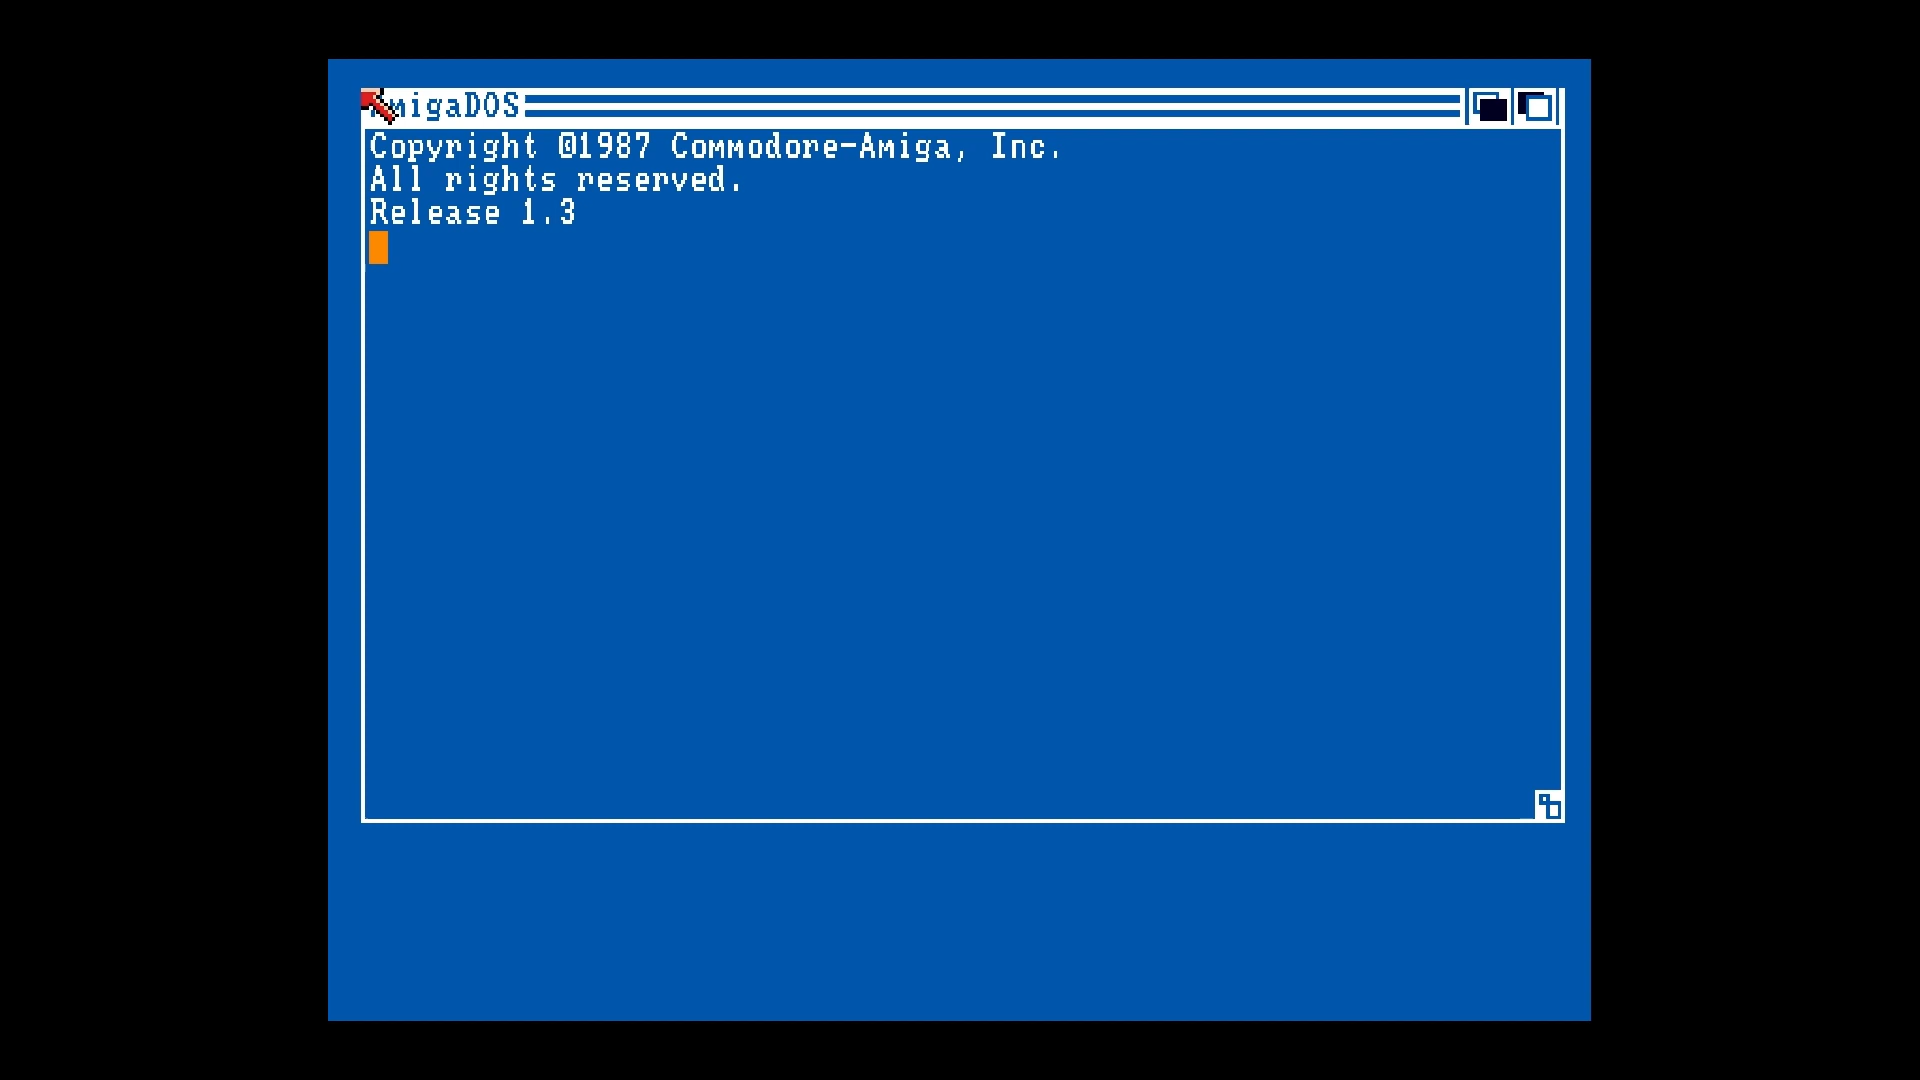 AmigaDOS
Copyright ©1987 Commodore-Amiga, Inc.
All rights reserved.
Release 1.3